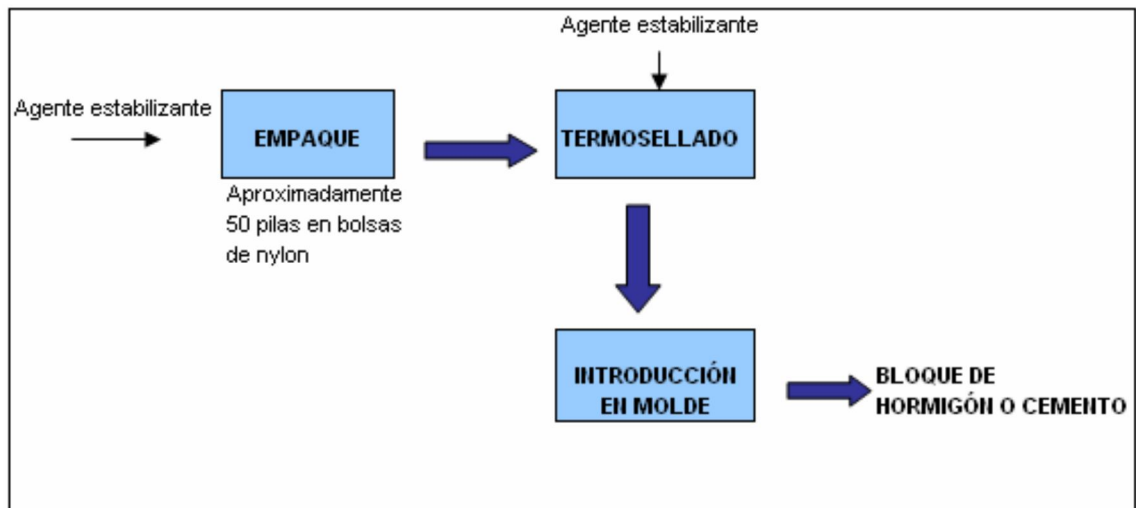 Agente estabilizante
Agente estabilizante
EMPAQUE
TERMOSELLADO
Aproximadamente
50 pilas en bolsas
de nylon
INTRODUCCIÓN
EN MOLDE
BLOQUE DE
HORMIGÓN O CEMENTO